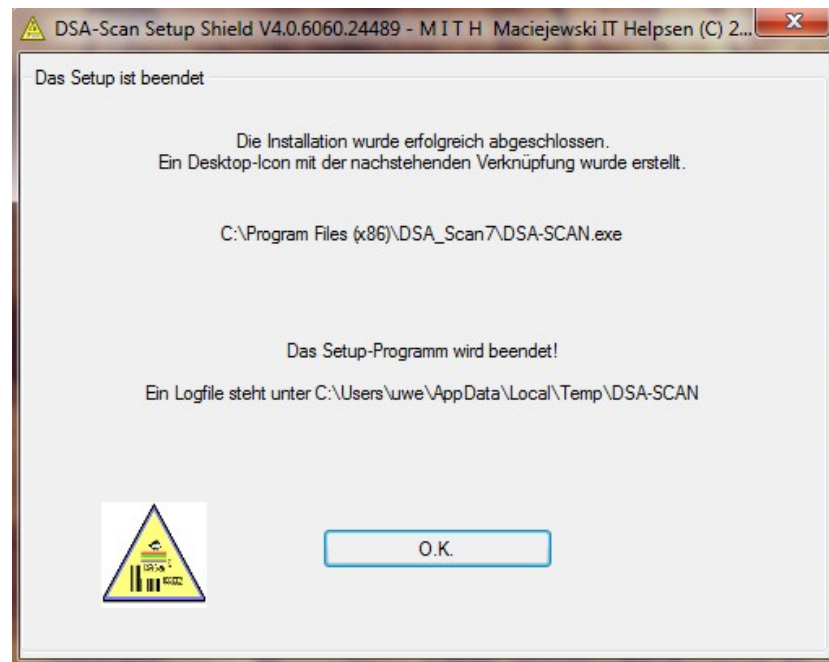 DSA-Scan Setup Shield V4.0.6060.24489 - M I T H Maciejewski IT Helpsen (C) 2...
Das Setup ist beendet
Die Installation wurde erfolgreich abgeschlossen.
Ein Desktop-Icon mit der nachstehenden Verknüpfung wurde erstellt.
C:\Program Files (x86)\DSA_Scan7\DSA-SCAN.exe
Das Setup-Programm wird beendet!
Ein Logfile steht unter C:\Users\uwe\AppData\Local\Temp\DSA-SCAN
O.K.